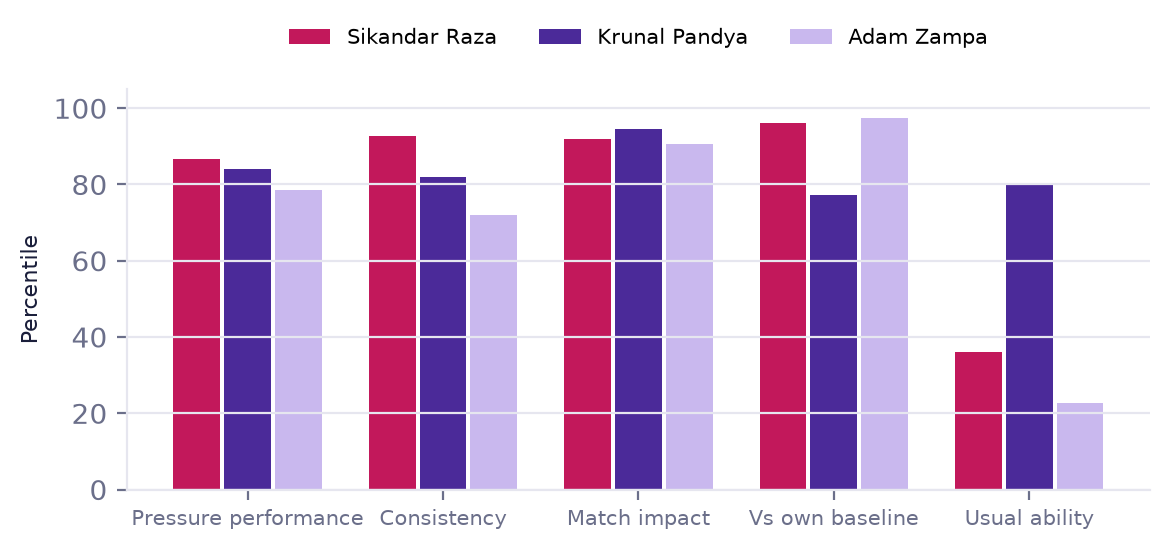 Sikandar Raza Krunal Pandya Adam Zampa
Percentile
100
80
60
40
20
0
Pressure performance Consistency Match impact Vs own baseline Usual ability